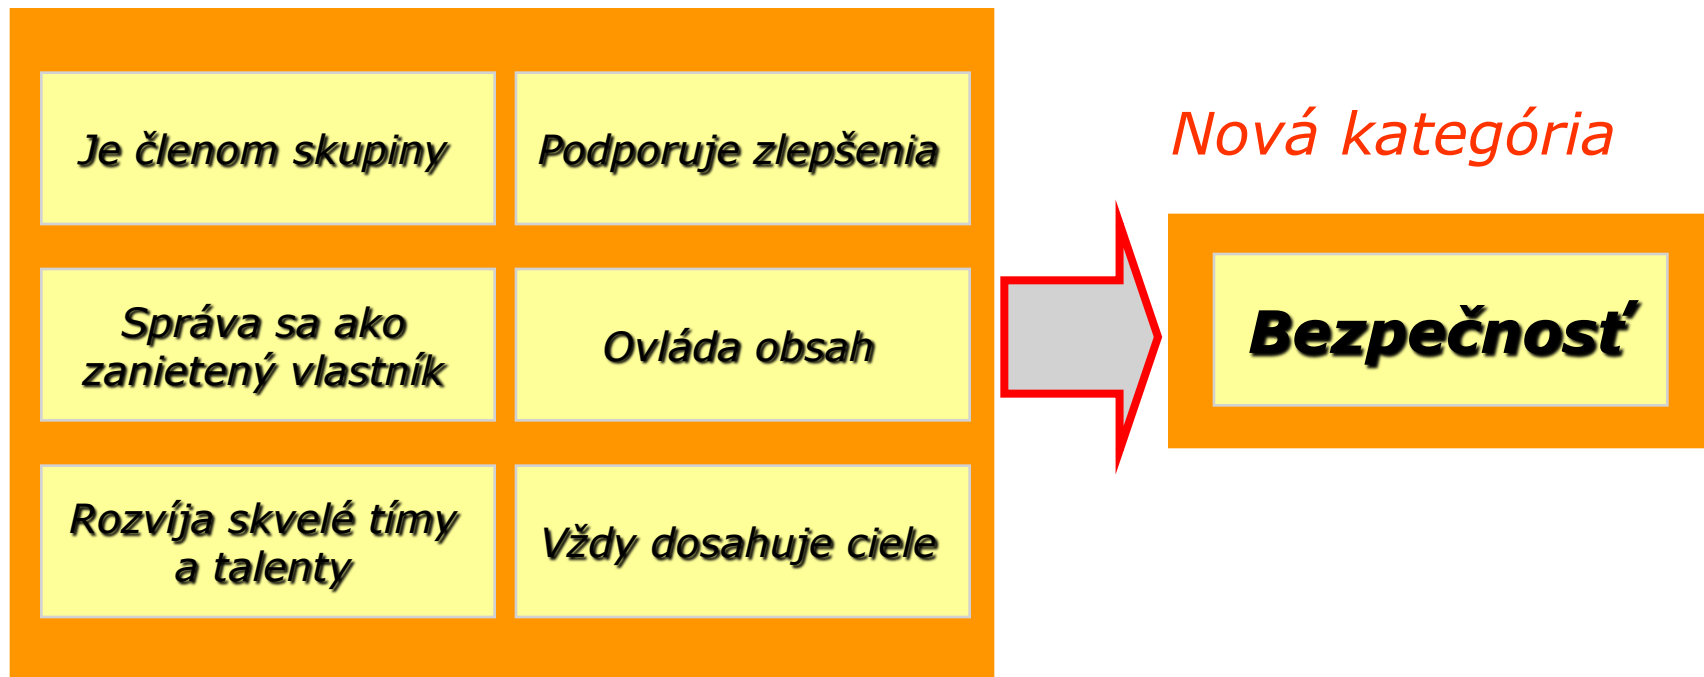 Je členom skupiny
Podporuje zlepšenia
Správa sa ako
zanietený vlastník
Ovláda obsah
Rozvíja skvelé tímy
a talenty
Vždy dosahuje ciele
Nová kategória
Bezpečnosť